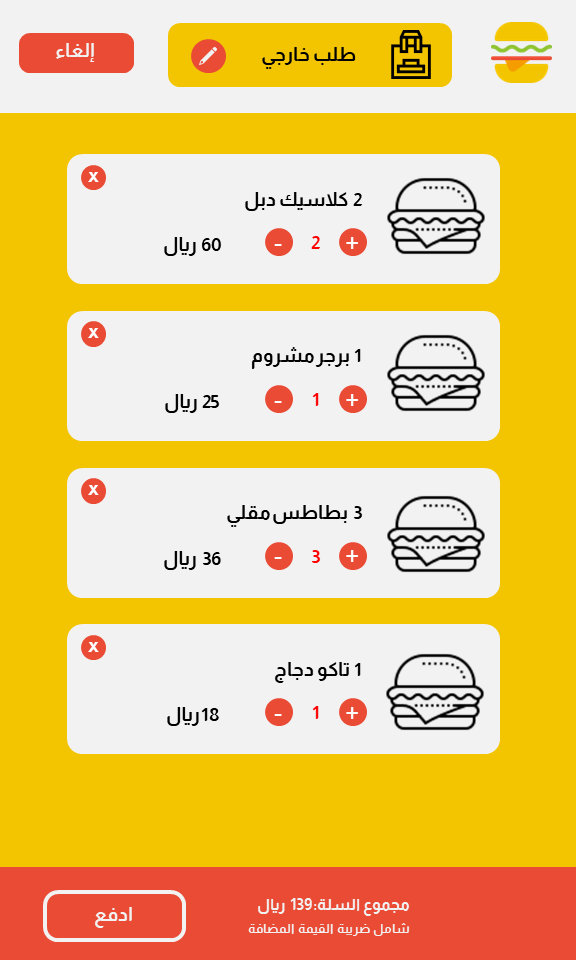 طلب خارجي
إلغاء
x
2 كلاسيك دبل
+ 2 -
60 ريال
x
1 برجر مشروم
+ 1 -
25 ريال
x
3 بطاطس مقلي
+ 3 -
36 ريال
x
1 تاكو دجاج
+ 1 -
18ريال
مجموع السلة:139 ريال
شامل ضريبة القيمة المضافة
ادفع